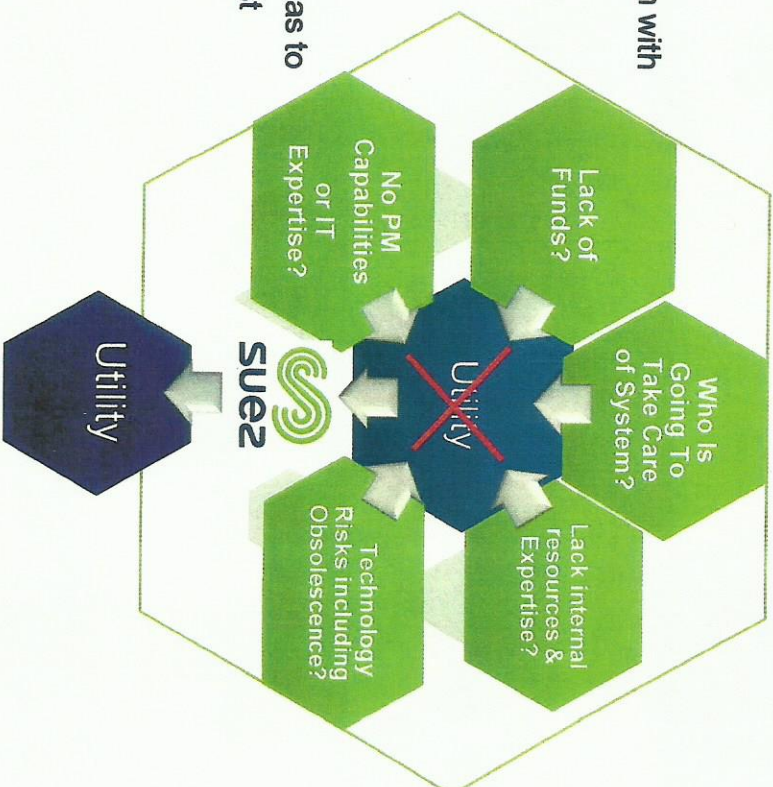 with
as to
Who Is
Going To
Take Care
of System?
Lack of
Funds?
Lack internal
resources &
Expertise?
Utility
No PM
Capabilities
or IT
Expertise?
Technology
Risks including
Obsolescence?
suez
Utility